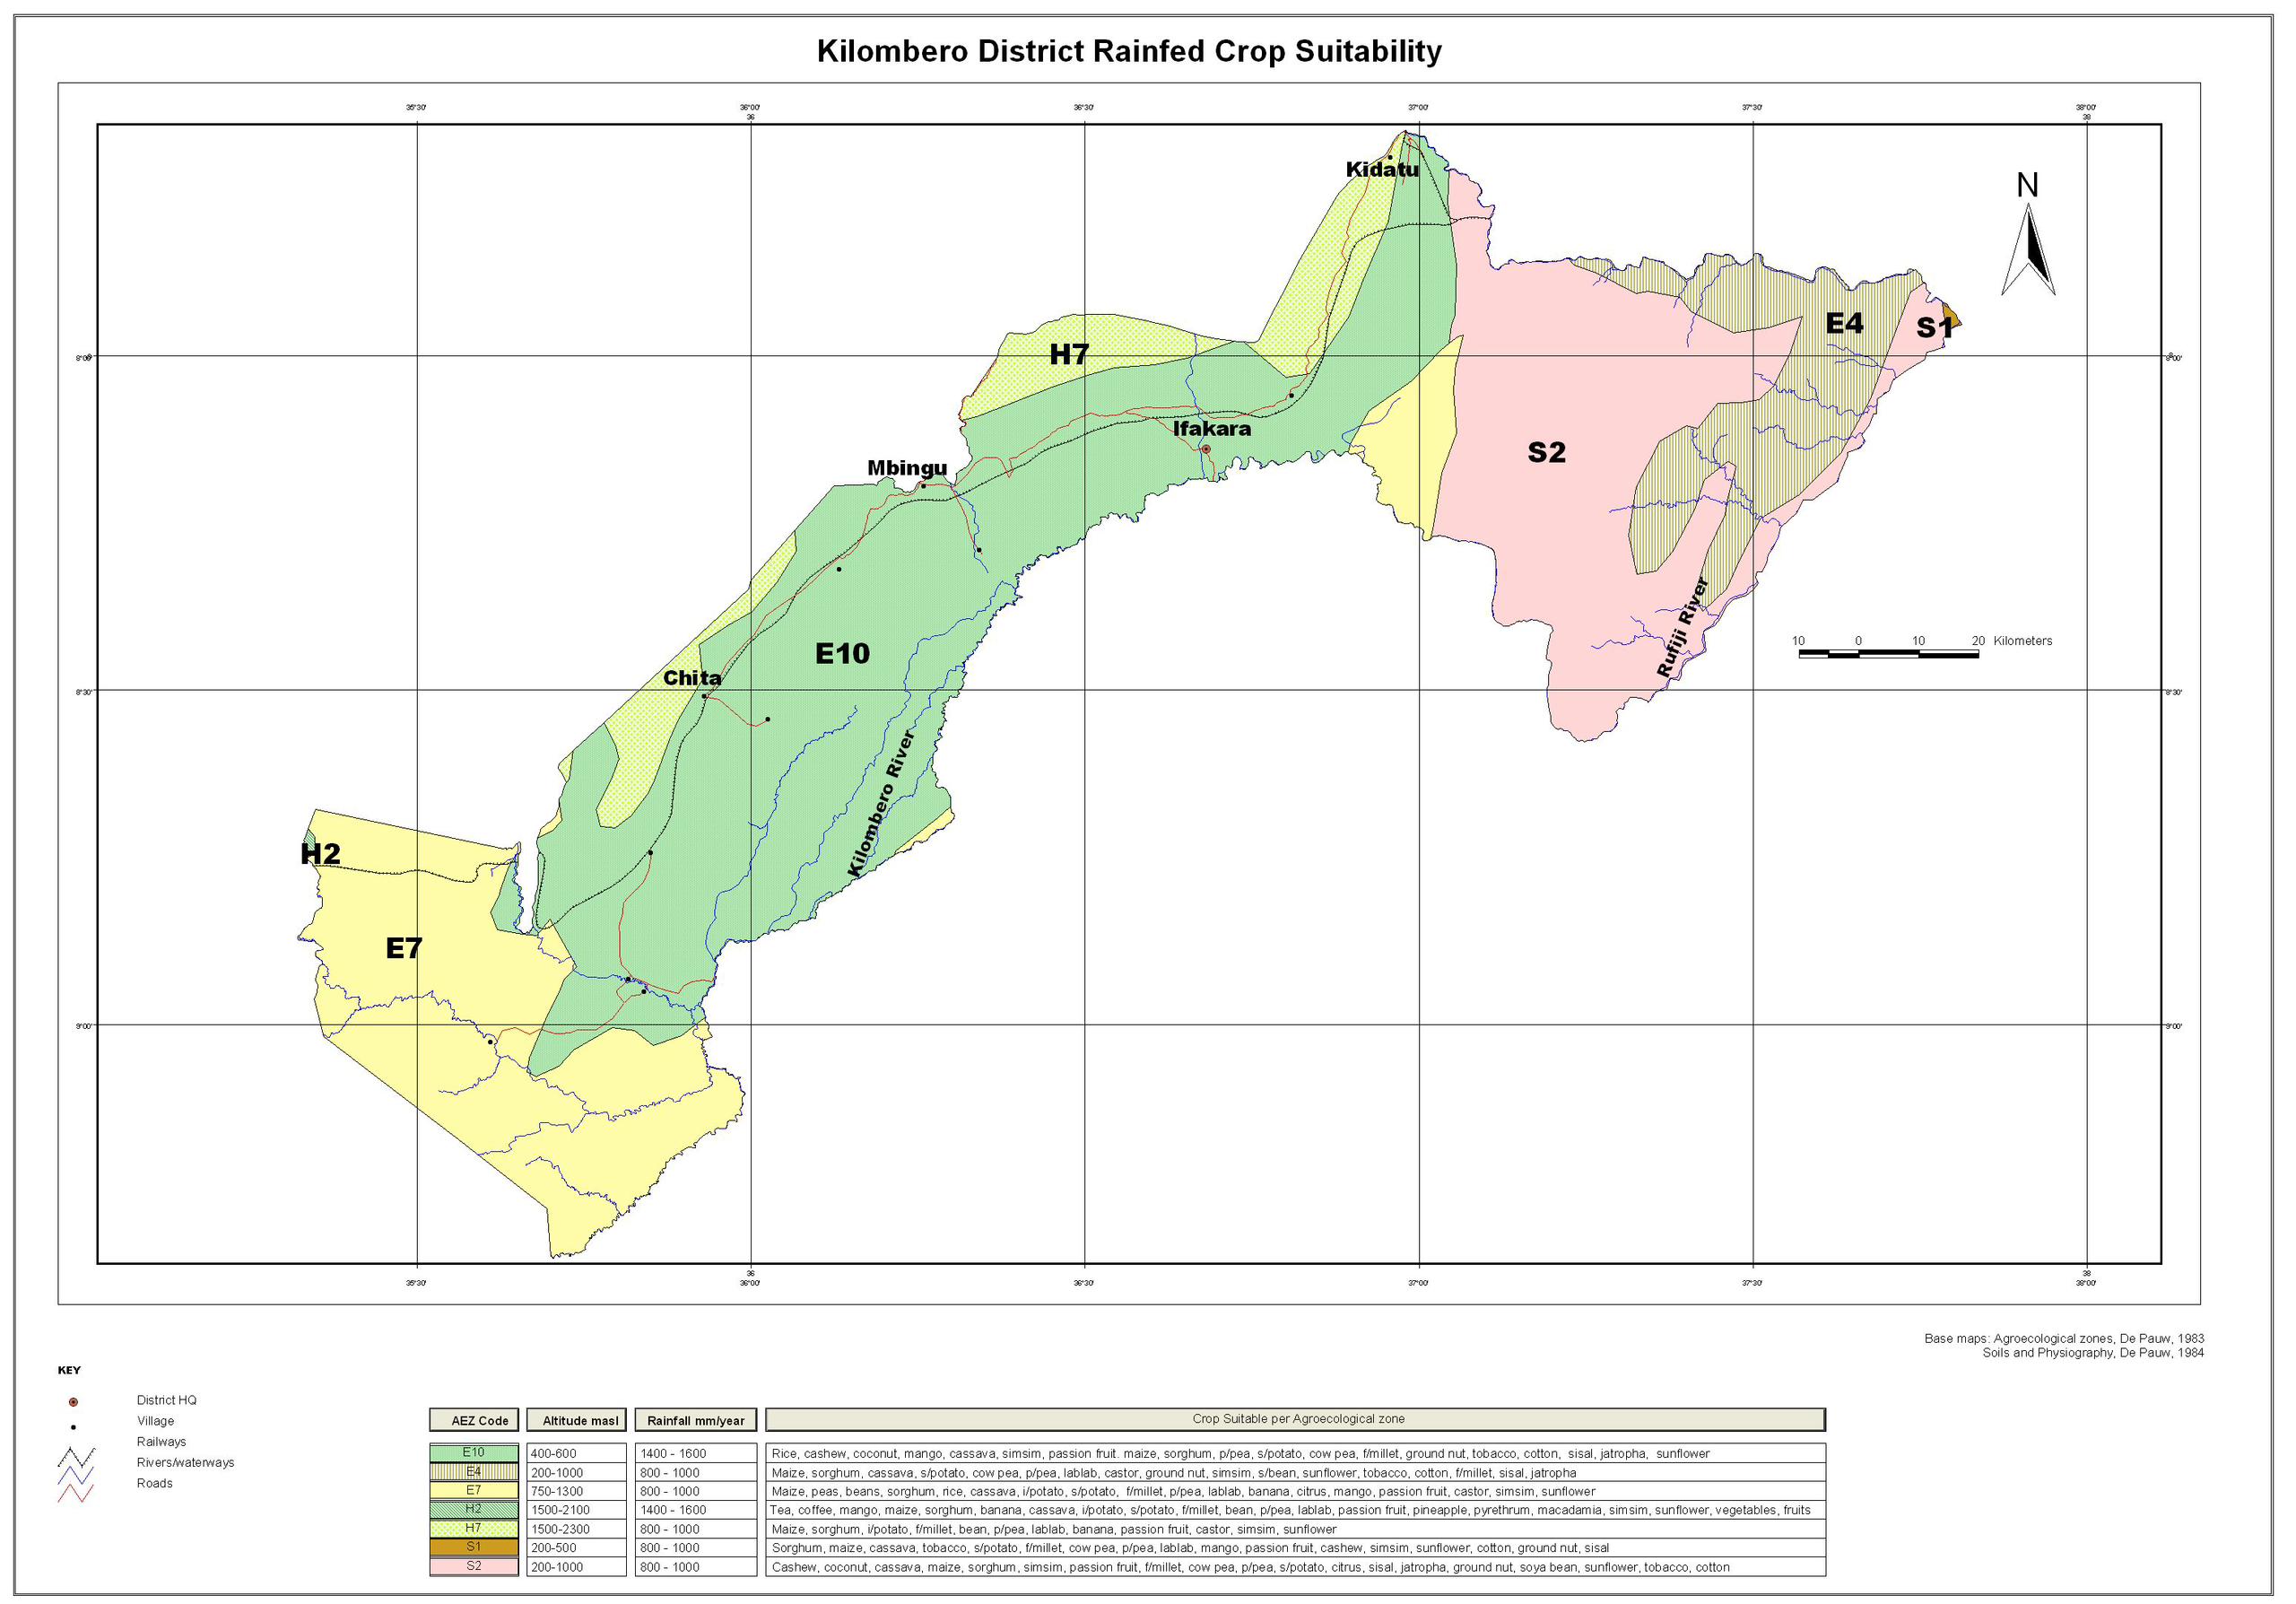 Kilombero District Rainfed Crop Suitability
35°30' 36°00' 36°30' 37°00' 37°30' 38°00'
36 38
Kidatu
N
H7
E4
S1
8°00' 8°00'
Ifakara
S2
Mbingu
Rufiji River
10 0 10 20 Kilometers
E10
Chita
8°30' 8°30'
Kilombero River
H2
E7
9°00' 9°00'
36 38
35°30' 36°00' 36°30' 37°00' 37°30' 38°00'
Base maps: Agroecological zones, De Pauw, 1983
Soils and Physiography, De Pauw, 1984
KEY
District HQ
Village
Railways
Rivers/waterways
Roads
AEZ Code Altitude masl Rainfall mm/year Crop Suitable per Agroecological zone
E10 400-600 1400 - 1600 Rice, cashew, coconut, mango, cassava, simsim, passion fruit. maize, sorghum, p/pea, s/potato, cow pea, f/millet, ground nut, tobacco, cotton, sisal, jatropha, sunflower
E4 200-1000 800 - 1000 Maize, sorghum, cassava, s/potato, cow pea, p/pea, lablab, castor, ground nut, simsim, s/bean, sunflower, tobacco, cotton, f/millet, sisal, jatropha
E7 750-1300 800 - 1000 Maize, peas, beans, sorghum, rice, cassava, i/potato, s/potato, f/millet, p/pea, lablab, banana, citrus, mango, passion fruit, castor, simsim, sunflower
H2 1500-2100 1400 - 1600 Tea, coffee, mango, maize, sorghum, banana, cassava, i/potato, s/potato, f/millet, bean, p/pea, lablab, passion fruit, pineapple, pyrethrum, macadamia, simsim, sunflower, vegetables, fruits
H7 1500-2300 800 - 1000 Maize, sorghum, i/potato, f/millet, bean, p/pea, lablab, banana, passion fruit, castor, simsim, sunflower
S1 200-500 800 - 1000 Sorghum, maize, cassava, tobacco, s/potato, f/millet, cow pea, p/pea, lablab, mango, passion fruit, cashew, simsim, sunflower, cotton, ground nut, sisal
S2 200-1000 800 - 1000 Cashew, coconut, cassava, maize, sorghum, simsim, passion fruit, f/millet, cow pea, p/pea, s/potato, citrus, sisal, jatropha, ground nut, soya bean, sunflower, tobacco, cotton